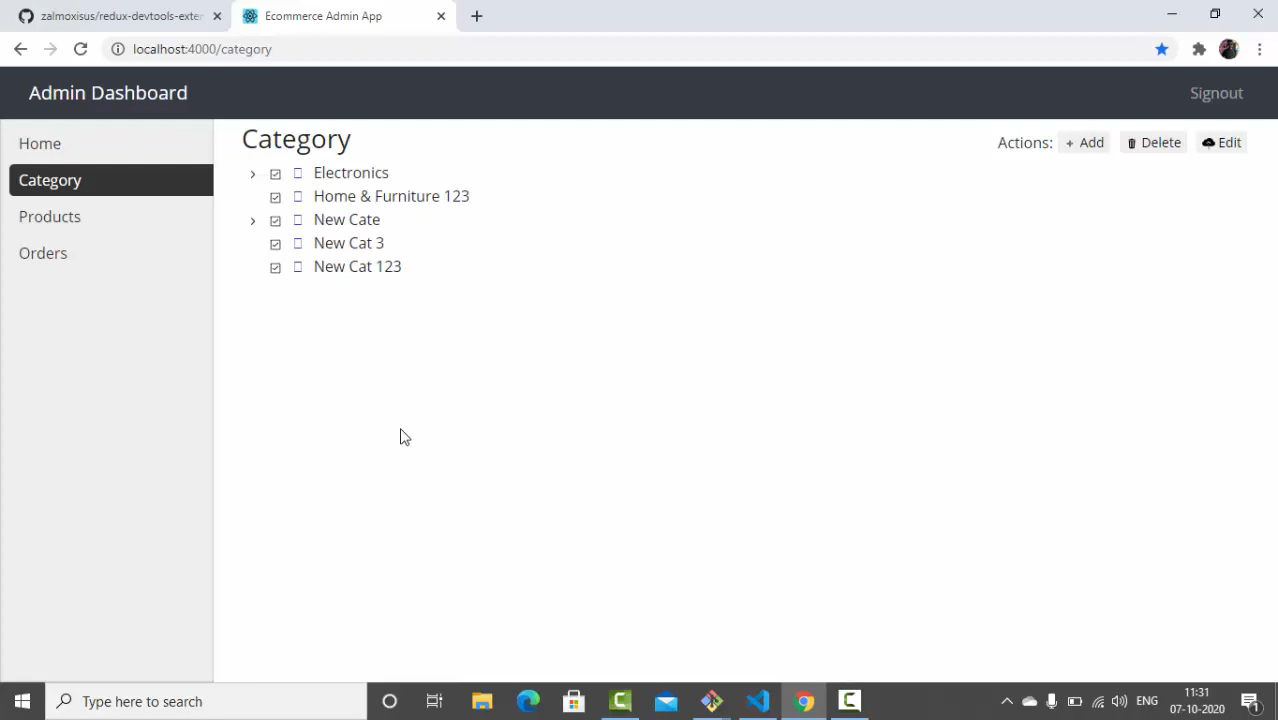 zalmoxisus/redux-devtools-exter
Ecommerce Admin App
localhost:4000/category
Admin Dashboard
Signout
Home
Category
Products
Orders
Category
Actions: + Add Delete Edit
Electronics
Home & Furniture 123
New Cate
New Cat 3
New Cat 123
Type here to search
ENG
11:31
07-10-2020
1